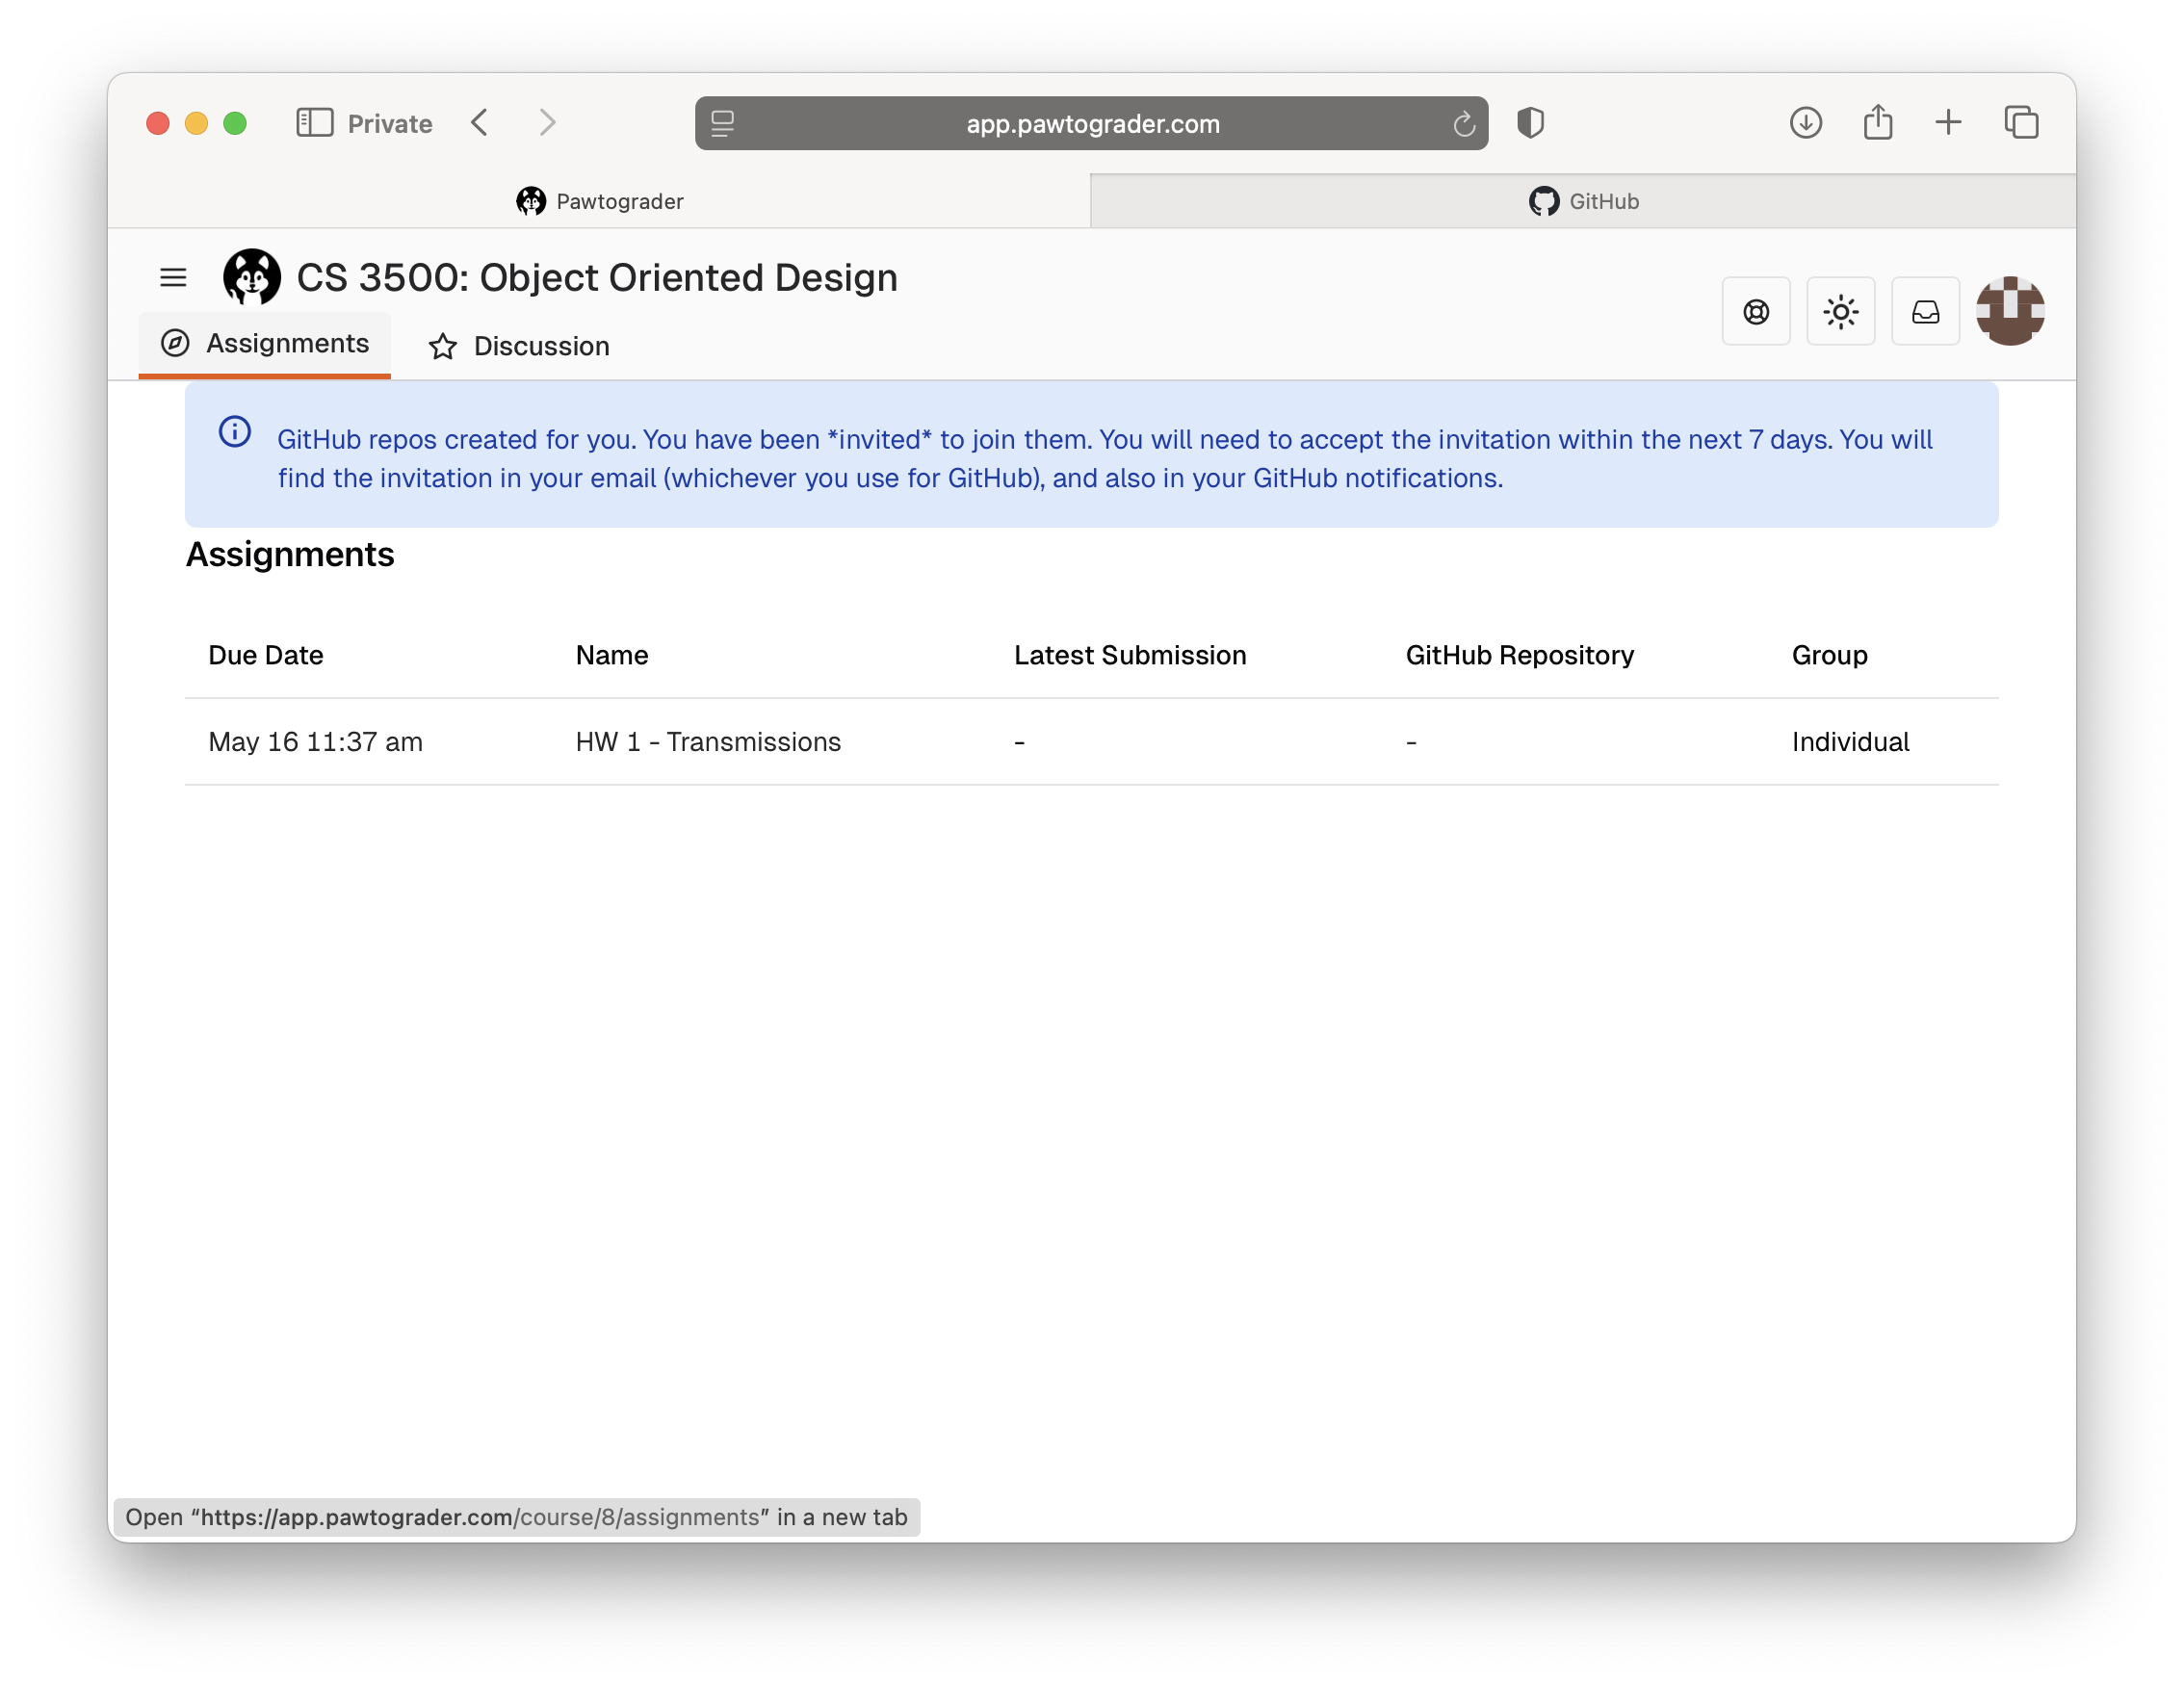 Private
app.pawtograder.com
Pawtograder
GitHub
CS 3500: Object Oriented Design
Assignments
Discussion
GitHub repos created for you. You have been *invited* to join them. You will need to accept the invitation within the next 7 days. You will
find the invitation in your email (whichever you use for GitHub), and also in your GitHub notifications.
Assignments
Due Date Name Latest Submission GitHub Repository Group
May 16 11:37 am HW 1 - Transmissions - - Individual
Open “https://app.pawtograder.com/course/8/assignments” in a new tab